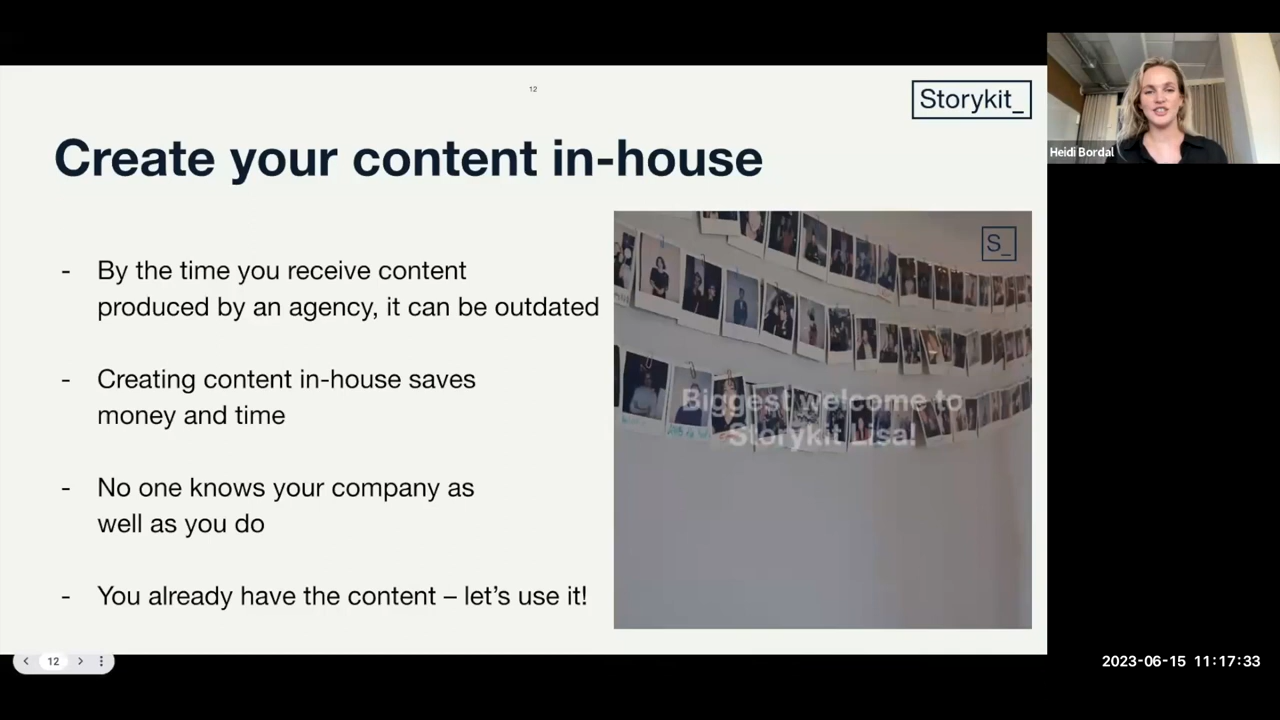 12
Storykit_
Create your content in-house
- By the time you receive content
produced by an agency, it can be outdated
- Creating content in-house saves
money and time
- No one knows your company as
well as you do
- You already have the content – let’s use it!
S_
Biggest welcome to
Storykit Lisa!
Heidi Bordal
12
2023-06-15 11:17:33